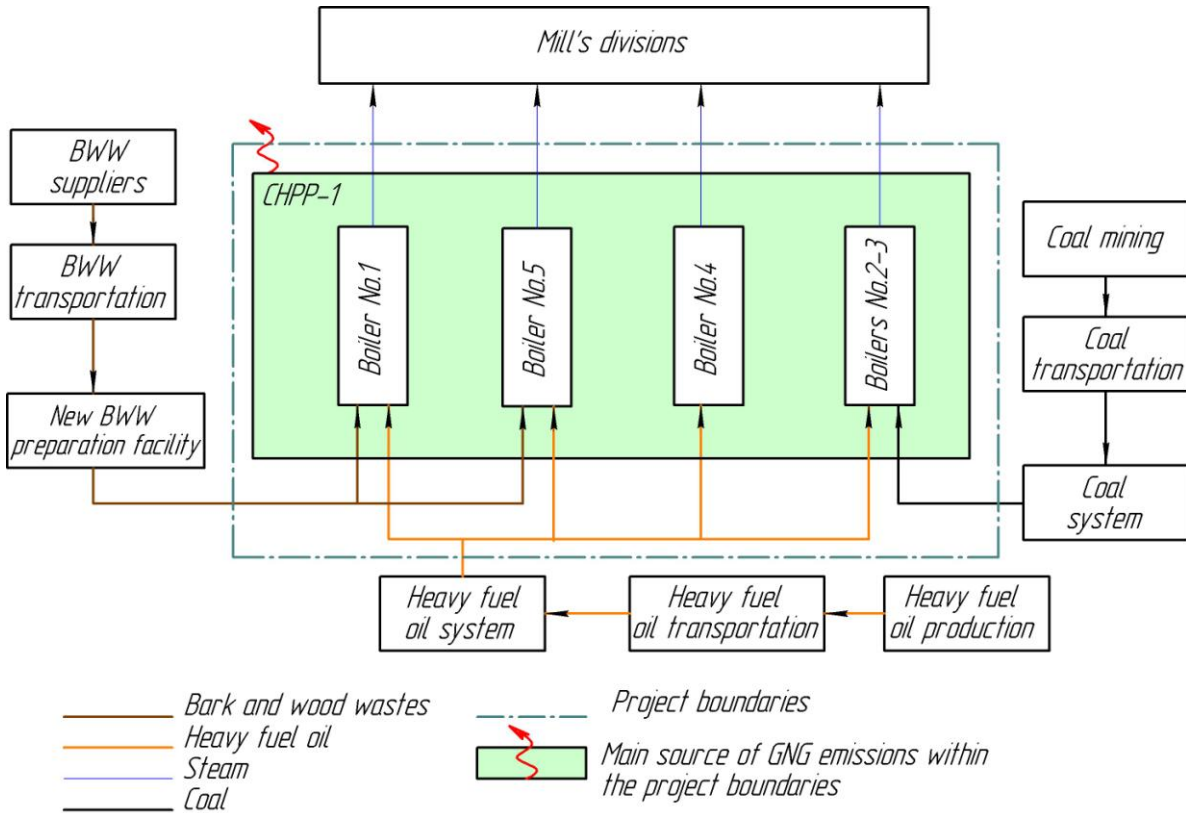 Mill's divisions
BWW
suppliers
BWW
transportation
New BWW
preparation facility
CHPP-1
Boiler No.1
Boiler No.5
Boiler No.4
Boilers No.2-3
Coal mining
Coal
transportation
Coal
system
Heavy fuel
oil system
Heavy fuel
oil transportation
Heavy fuel
oil production
Bark and wood wastes
Heavy fuel oil
Steam
Coal
Project boundaries
Main source of GNG emissions within
the project boundaries